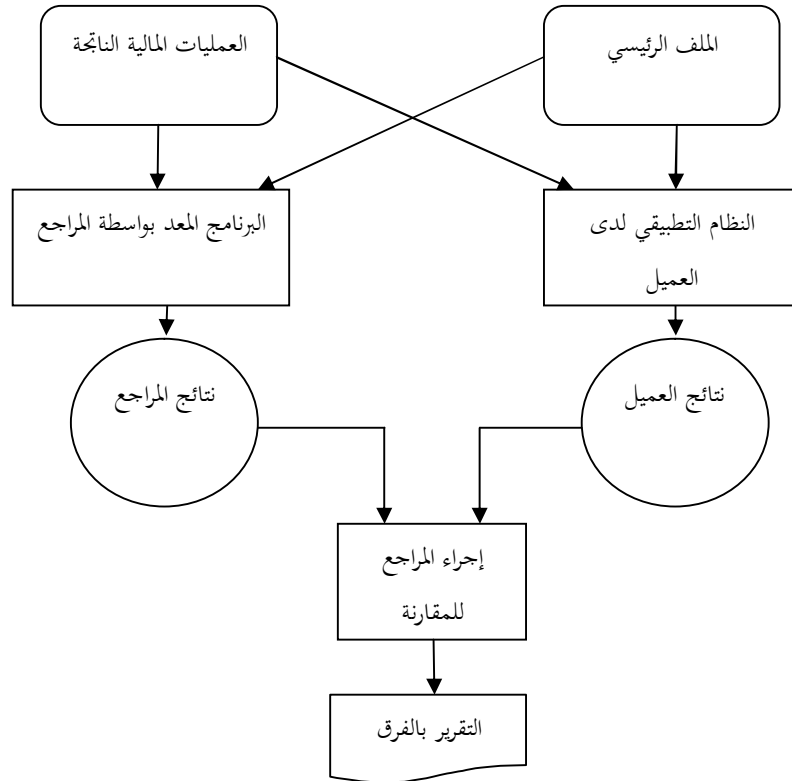 الملف الرئيسي
العمليات المالية الناتجة
النظام التطبيقي لدى
العميل
البرنامج المعد بواسطة المراجع
نتائج العميل
نتائج المراجع
إجراء المراجع
للمقارنة
التقرير بالفرق